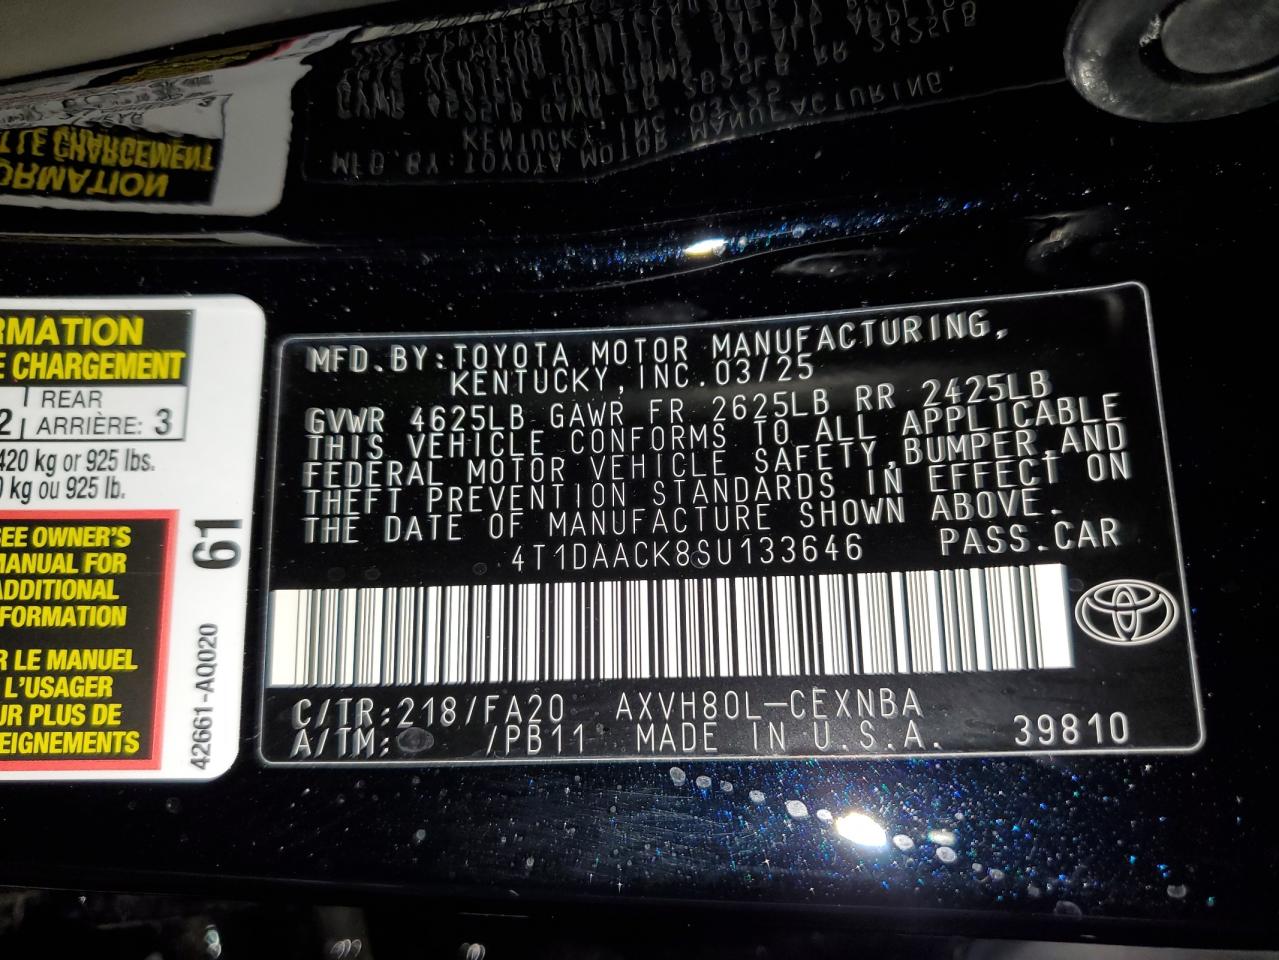 RMATION
E CHARGEMENT
2 REAR
ARRIÈRE: 3
420 kg or 925 lbs.
0 kg ou 925 lb.
SEE OWNER'S
MANUAL FOR
ADDITIONAL
FORMATION
R LE MANUEL
L'USAGER
UR PLUS DE
EIGNEMENTS
61
42661-AQ020
MFD.BY:TOYOTA MOTOR MANUFACTURING,
KENTUCKY,INC.03/25
GVWR 4625LB GAWR FR 2625LB RR 2425LB
THIS VEHICLE CONFORMS TO ALL APPLICABLE
FEDERAL MOTOR VEHICLE SAFETY,BUMPER,AND
THEFT PREVENTION STANDARDS IN EFFECT ON
THE DATE OF MANUFACTURE SHOWN ABOVE.
4T1DAACK8SU133646 PASS.CAR
C/TR:218/FA20 AXVH80L-CEXNBA
A/TM: /PB11 MADE IN U.S.A. 39810